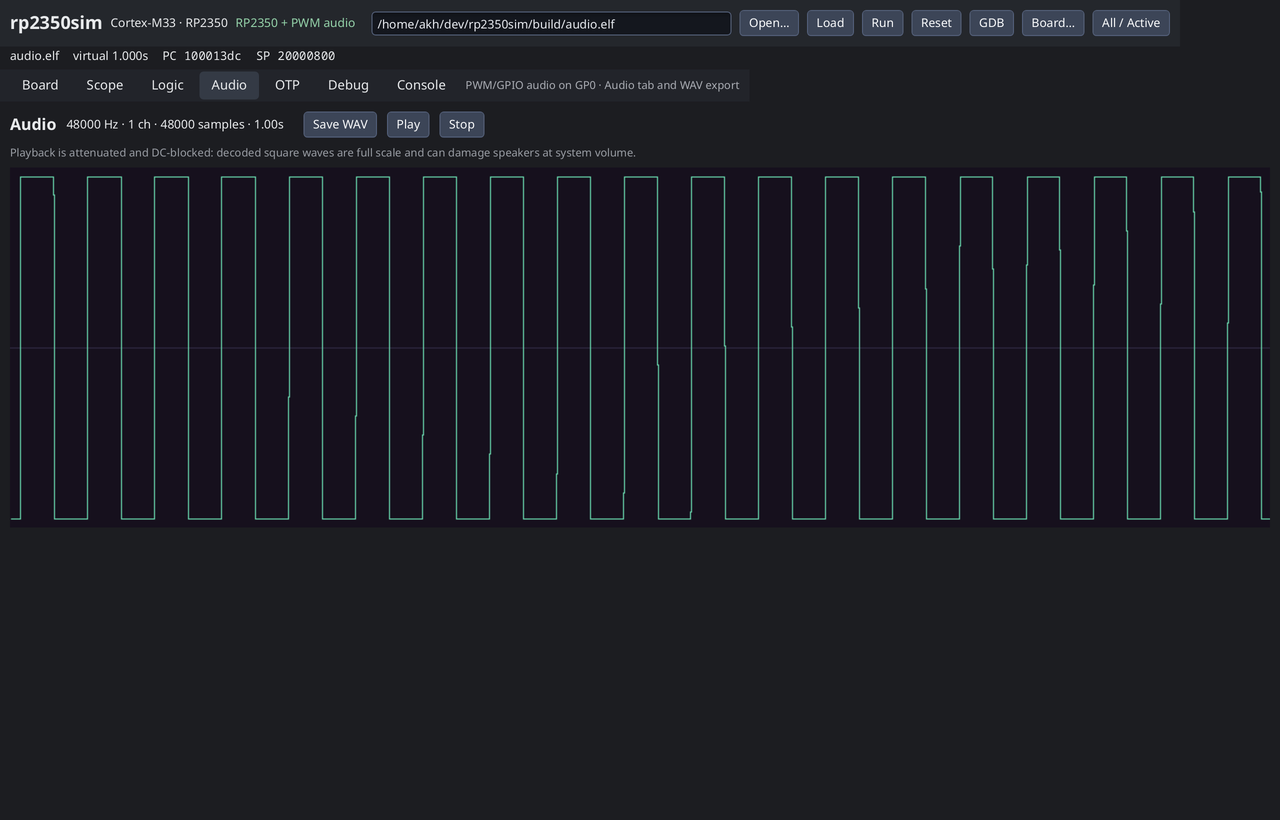 rp2350sim Cortex-M33 · RP2350 RP2350 + PWM audio /home/akh/dev/rp2350sim/build/audio.elf Open... Load Run Reset GDB Board... All / Active
audio.elf virtual 1.000s PC 100013dc SP 20000800
Board Scope Logic Audio OTP Debug Console PWM/GPIO audio on GP0 · Audio tab and WAV export
Audio 48000 Hz · 1 ch · 48000 samples · 1.00s Save WAV Play Stop
Playback is attenuated and DC-blocked: decoded square waves are full scale and can damage speakers at system volume.